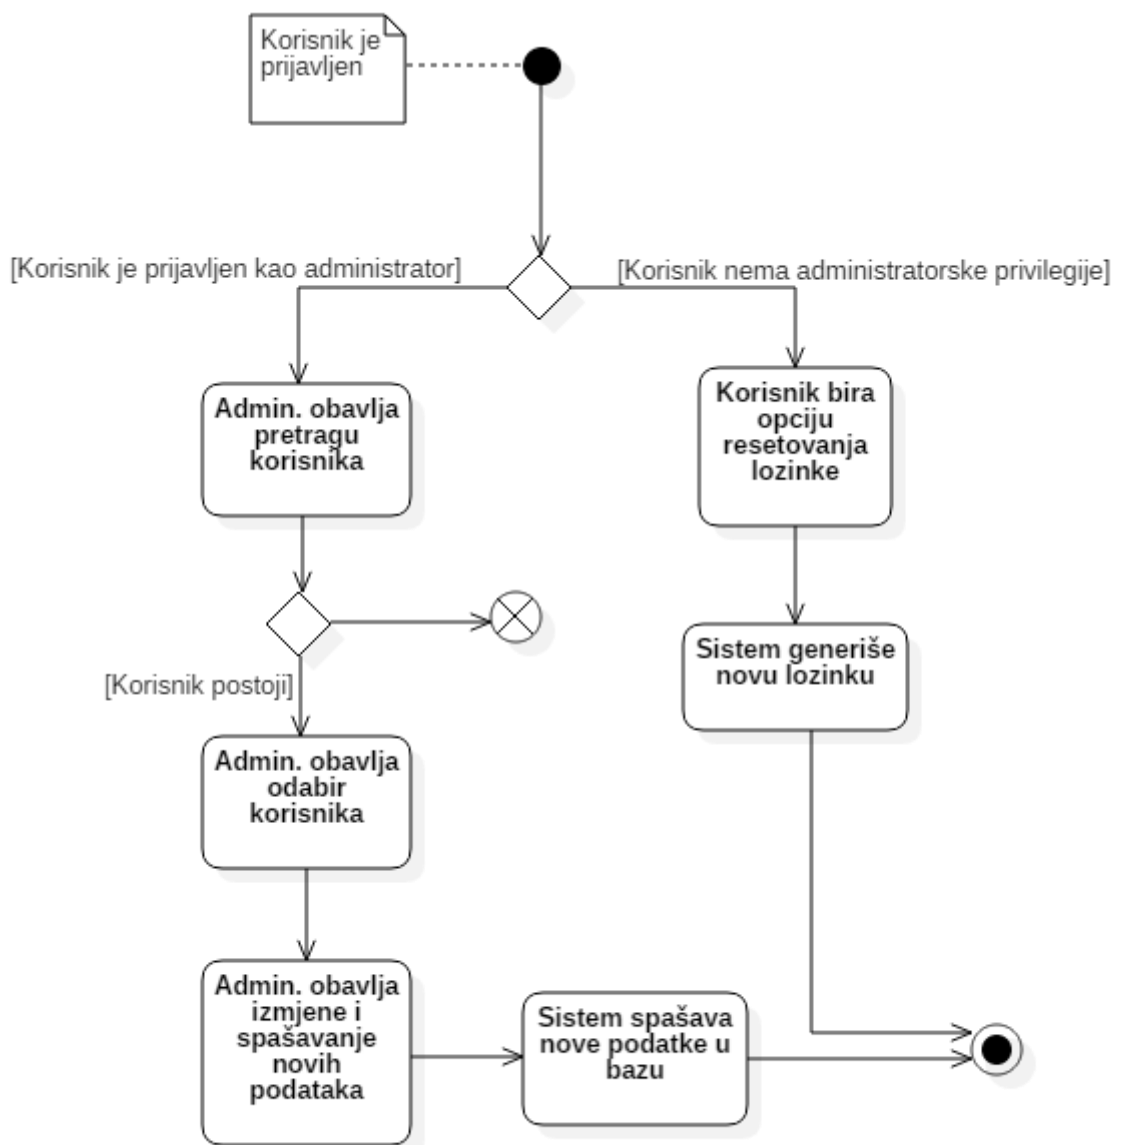 Korisnik je
prijavljen
[Korisnik je prijavljen kao administrator]
[Korisnik nema administratorske privilegije]
Admin. obavlja
pretragu
korisnika
Korisnik bira
opciju
resetovanja
lozinke
Sistem generiše
novu lozinku
[Korisnik postoji]
Admin. obavlja
odabir
korisnika
Admin. obavlja
izmjene i
spašavanje
novih
podataka
Sistem spašava
nove podatke u
bazu